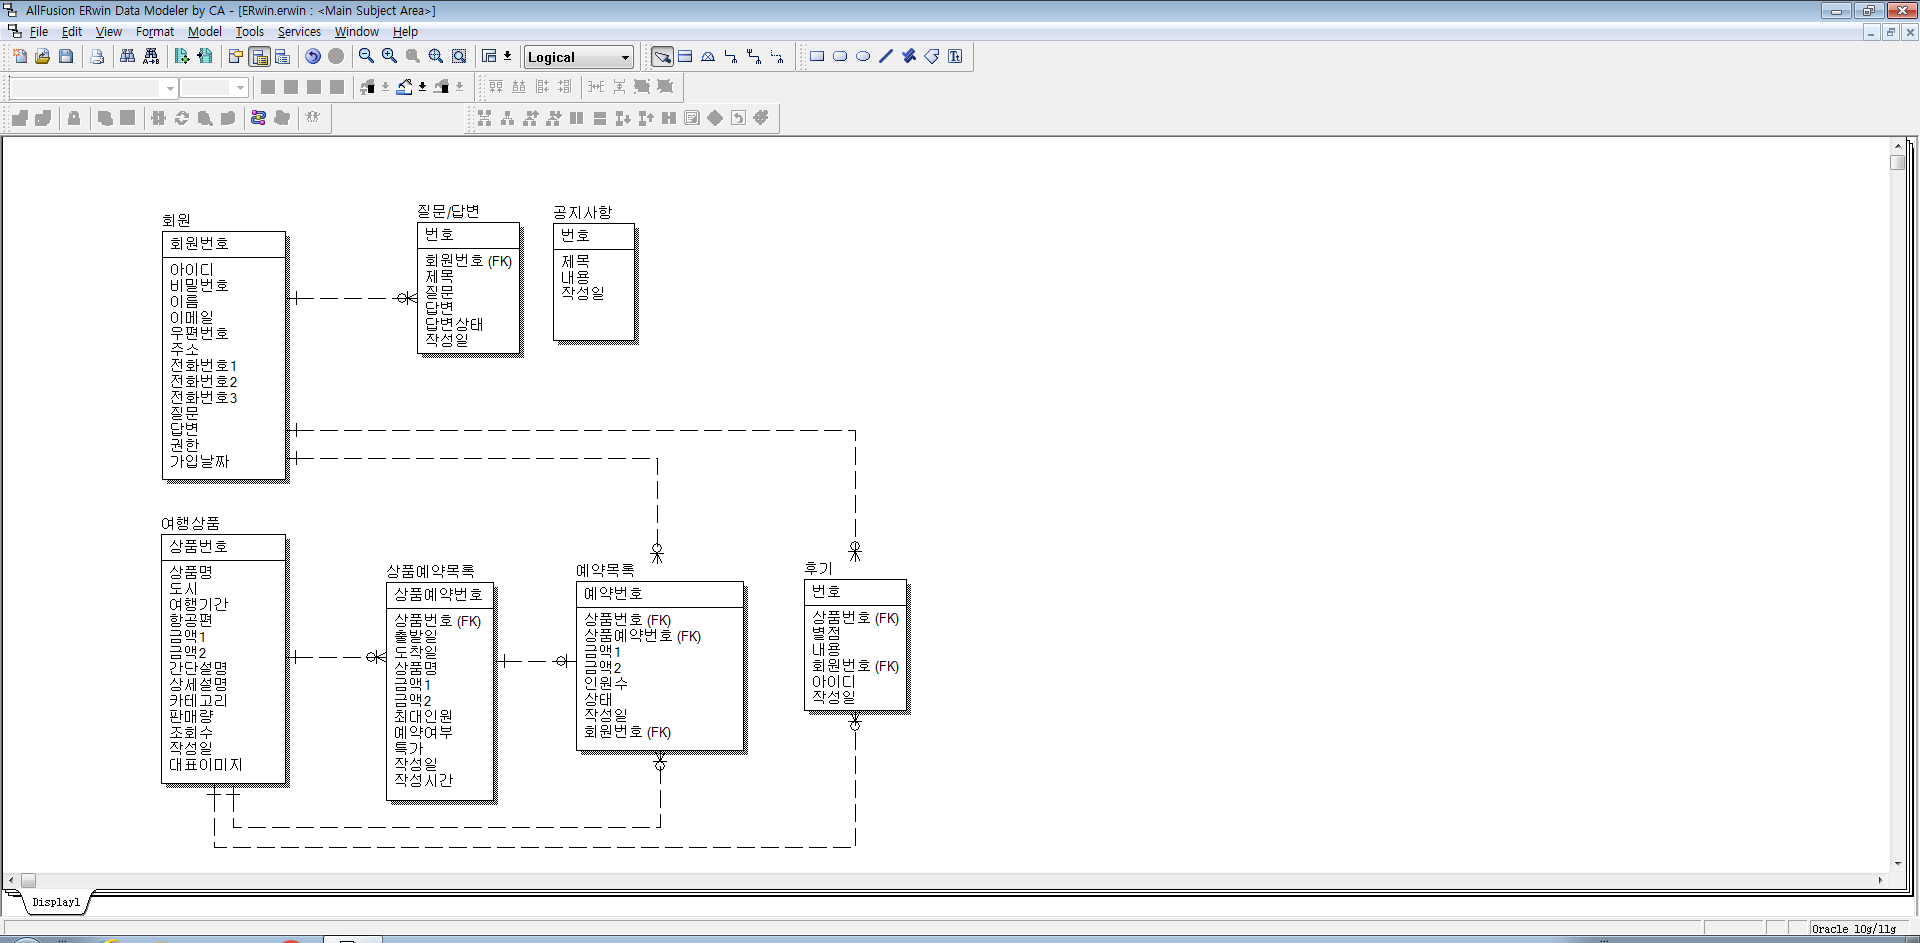 AllFusion ERwin Data Modeler by CA - [ERwin.erwin : <Main Subject Area>]
File Edit View Format Model Tools Services Window Help
Logical
회원
회원번호
아이디
비밀번호
이름
이메일
우편번호
주소
전화번호1
전화번호2
전화번호3
질문
답변
권한
가입날짜
질문/답변
번호
회원번호 (FK)
제목
질문
답변
답변상태
작성일
공지사항
번호
제목
내용
작성일
여행상품
상품번호
상품명
도시
여행기간
항공편
금액1
금액2
간단설명
상세설명
카테고리
판매량
조회수
작성일
대표이미지
상품예약목록
상품예약번호
상품번호 (FK)
출발일
도착일
상품명
금액1
금액2
최대인원
예약여부
특가
작성일
작성시간
예약목록
예약번호
상품번호 (FK)
상품예약번호 (FK)
금액1
금액2
인원수
상태
작성일
회원번호 (FK)
후기
번호
상품번호 (FK)
별점
내용
회원번호 (FK)
아이디
작성일
Display1
Oracle 10g/11g